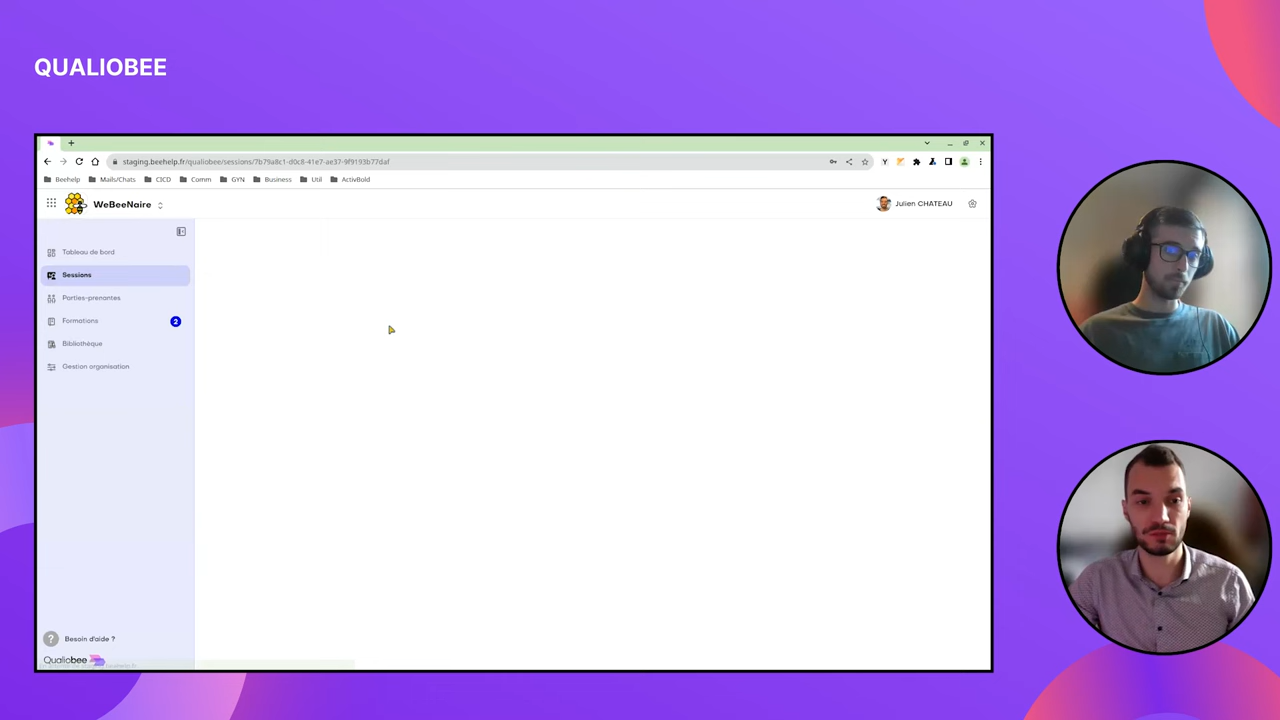 QUALIOBEE
staging.beehelp.fr/qualiobee/sessions/7b79a8c1-d0c8-41e7-ae37-9f9193b77daf
Beehelp Mails/Chats CICD Comm GYN Business Util ActivBold
WeBeeNaire
Julien CHATEAU
Tableau de bord
Sessions
Parties-prenantes
Formations 2
Bibliothèque
Gestion organisation
? Besoin d'aide ?
Qualiobee